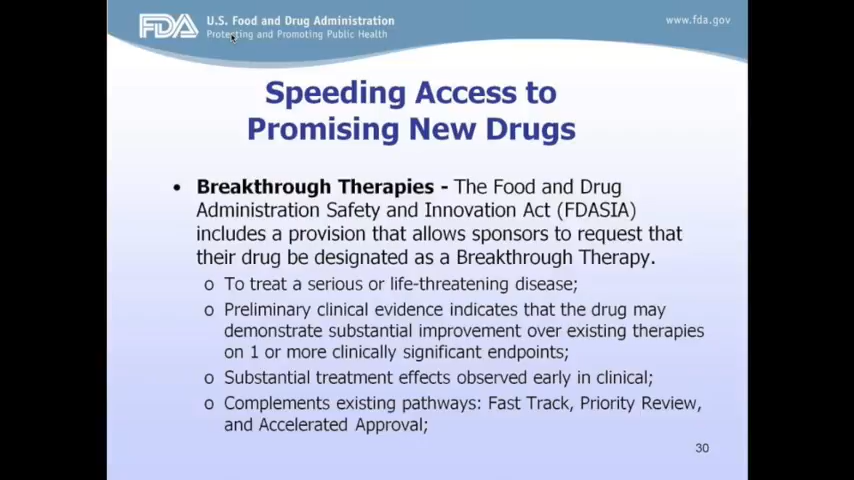 FDA U.S. Food and Drug Administration www.fda.gov
Protecting and Promoting Public Health
Speeding Access to
Promising New Drugs
• Breakthrough Therapies - The Food and Drug
Administration Safety and Innovation Act (FDASIA)
includes a provision that allows sponsors to request that
their drug be designated as a Breakthrough Therapy.
o To treat a serious or life-threatening disease;
o Preliminary clinical evidence indicates that the drug may
demonstrate substantial improvement over existing therapies
on 1 or more clinically significant endpoints;
o Substantial treatment effects observed early in clinical;
o Complements existing pathways: Fast Track, Priority Review,
and Accelerated Approval;
30